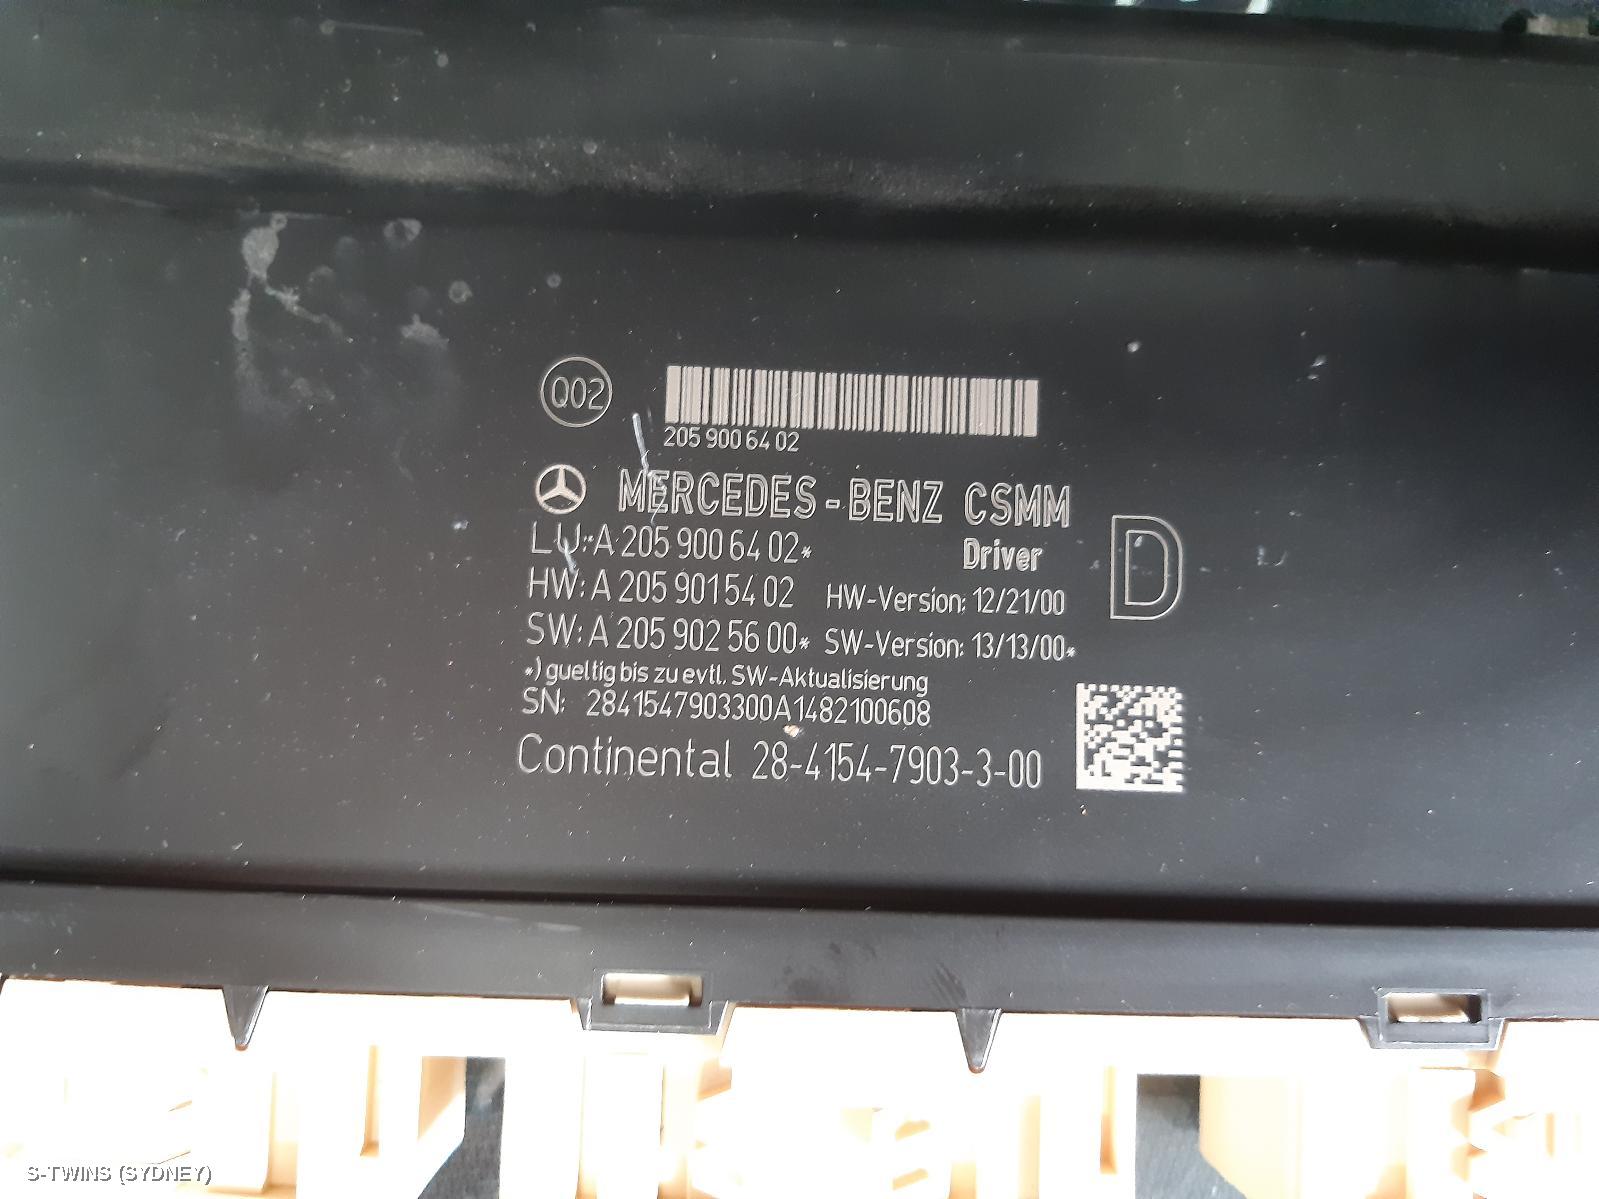 Q02
205 900 64 02
MERCEDES-BENZ CSMM
LU: A 205 900 64 02*
Driver
D
HW: A 205 901 54 02 HW-Version: 12/21/00
SW: A 205 902 56 00* SW-Version: 13/13/00*
*) gueltig bis zu evtl. SW-Aktualisierung
SN: 2841547903300A1482100608
Continental 28-4154-7903-3-00
S-TWINS (SYDNEY)